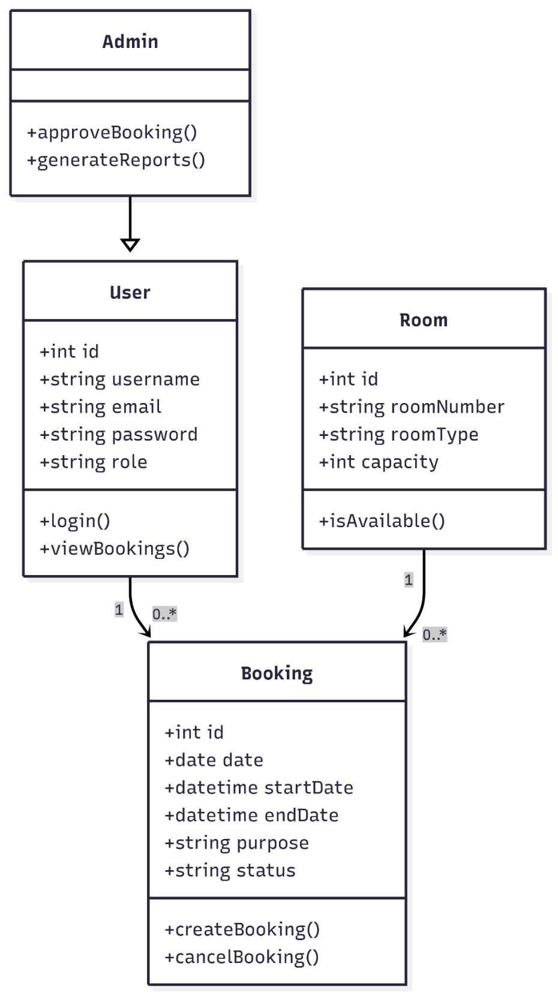 Admin
+approveBooking()
+generateReports()
User
+int id
+string username
+string email
+string password
+string role
+login()
+viewBookings()
Room
+int id
+string roomNumber
+string roomType
+int capacity
+isAvailable()
1
0..*
1
0..*
Booking
+int id
+date date
+datetime startDate
+datetime endDate
+string purpose
+string status
+createBooking()
+cancelBooking()